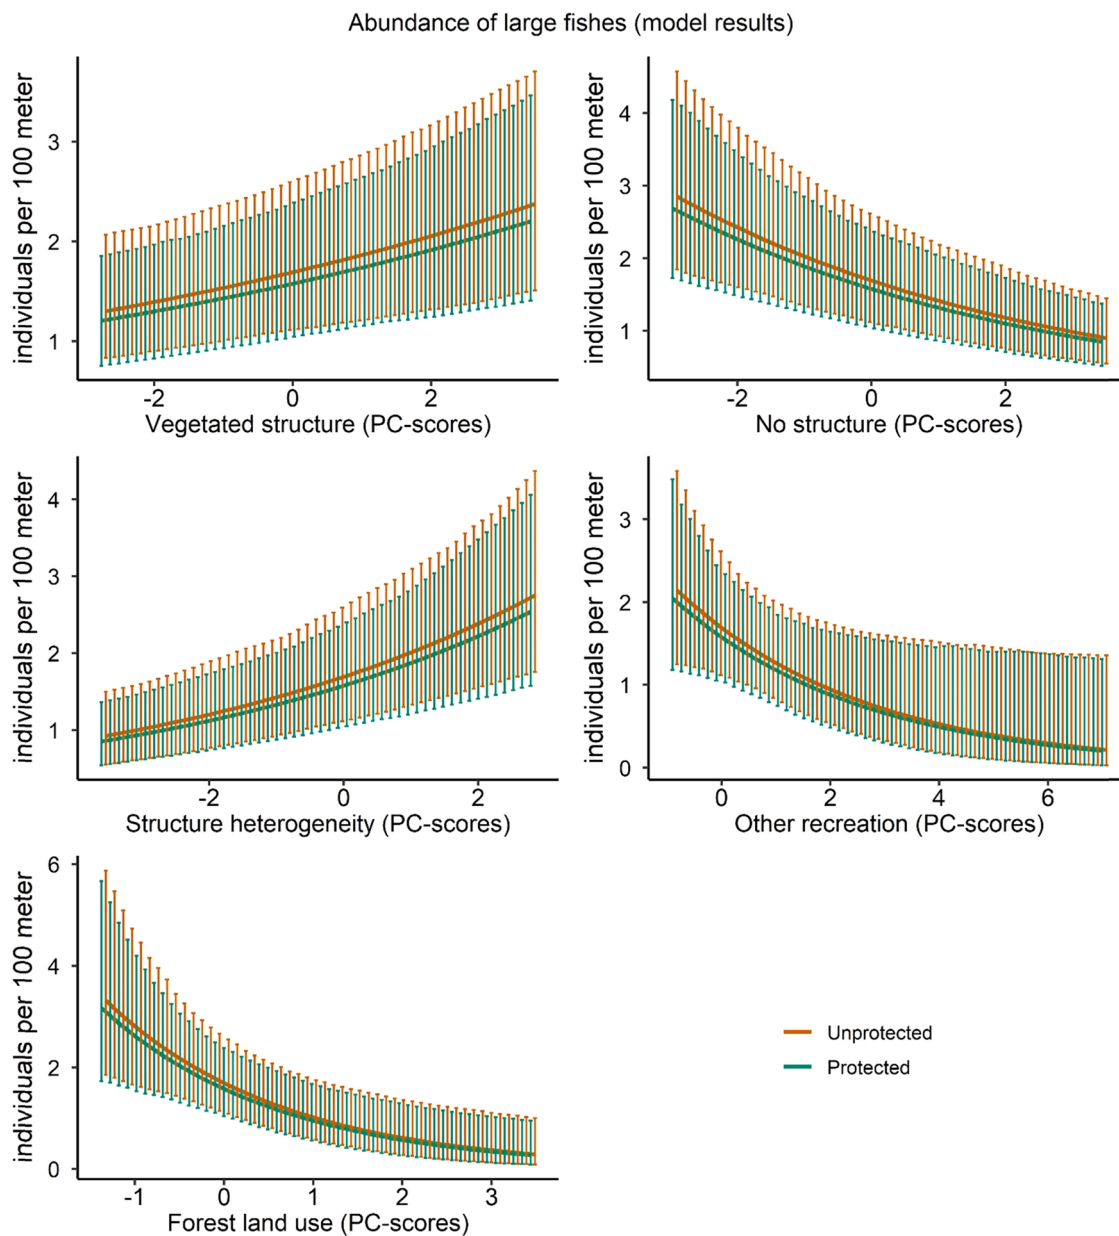 Abundance of large fishes (model results)
individuals per 100 meter
3
2
1
-2 0 2
Vegetated structure (PC-scores)
individuals per 100 meter
4
3
2
1
-2 0 2
No structure (PC-scores)
individuals per 100 meter
4
3
2
1
-2 0 2
Structure heterogeneity (PC-scores)
individuals per 100 meter
3
2
1
0
0 2 4 6
Other recreation (PC-scores)
individuals per 100 meter
6
4
2
0
-1 0 1 2 3
Forest land use (PC-scores)
Unprotected
Protected